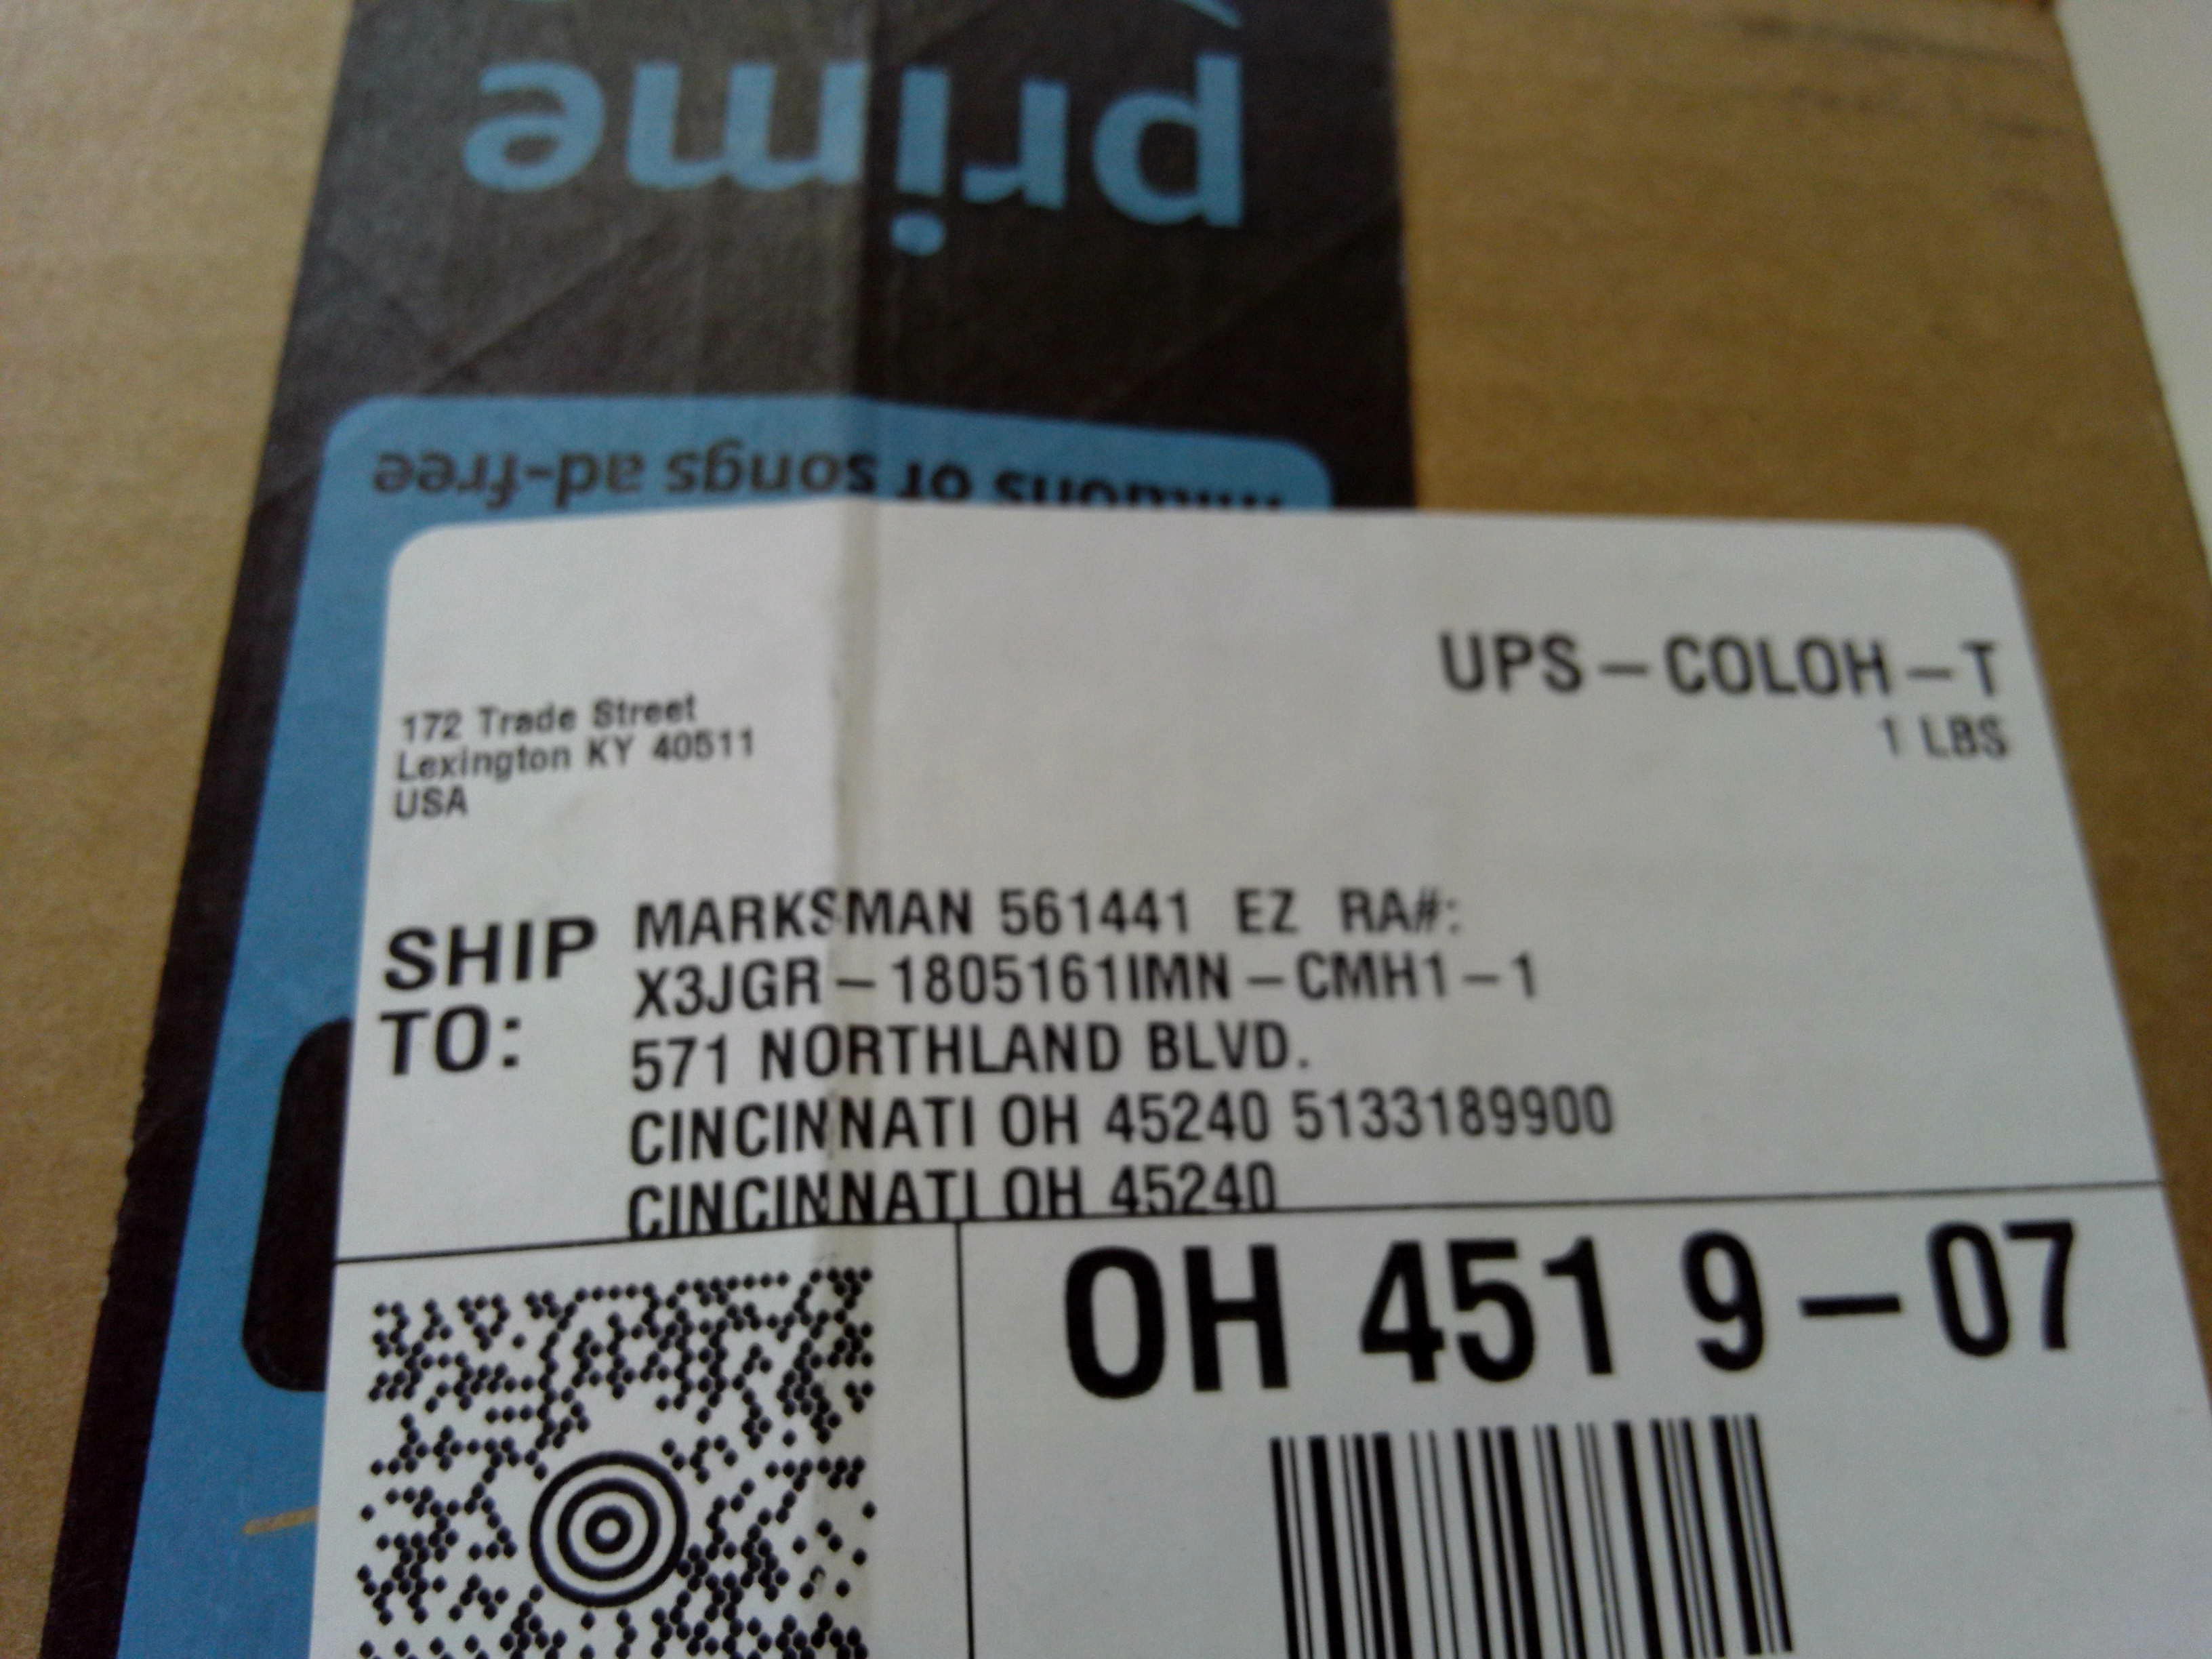 prime
millions of songs ad-free
UPS-COLOH-T
1 LBS
172 Trade Street
Lexington KY 40511
USA
SHIP TO:
MARKSMAN 561441 EZ RA#:
X3JGR-1805161IMN-CMH1-1
571 NORTHLAND BLVD.
CINCINNATI OH 45240 5133189900
CINCINNATI OH 45240
OH 451 9-07